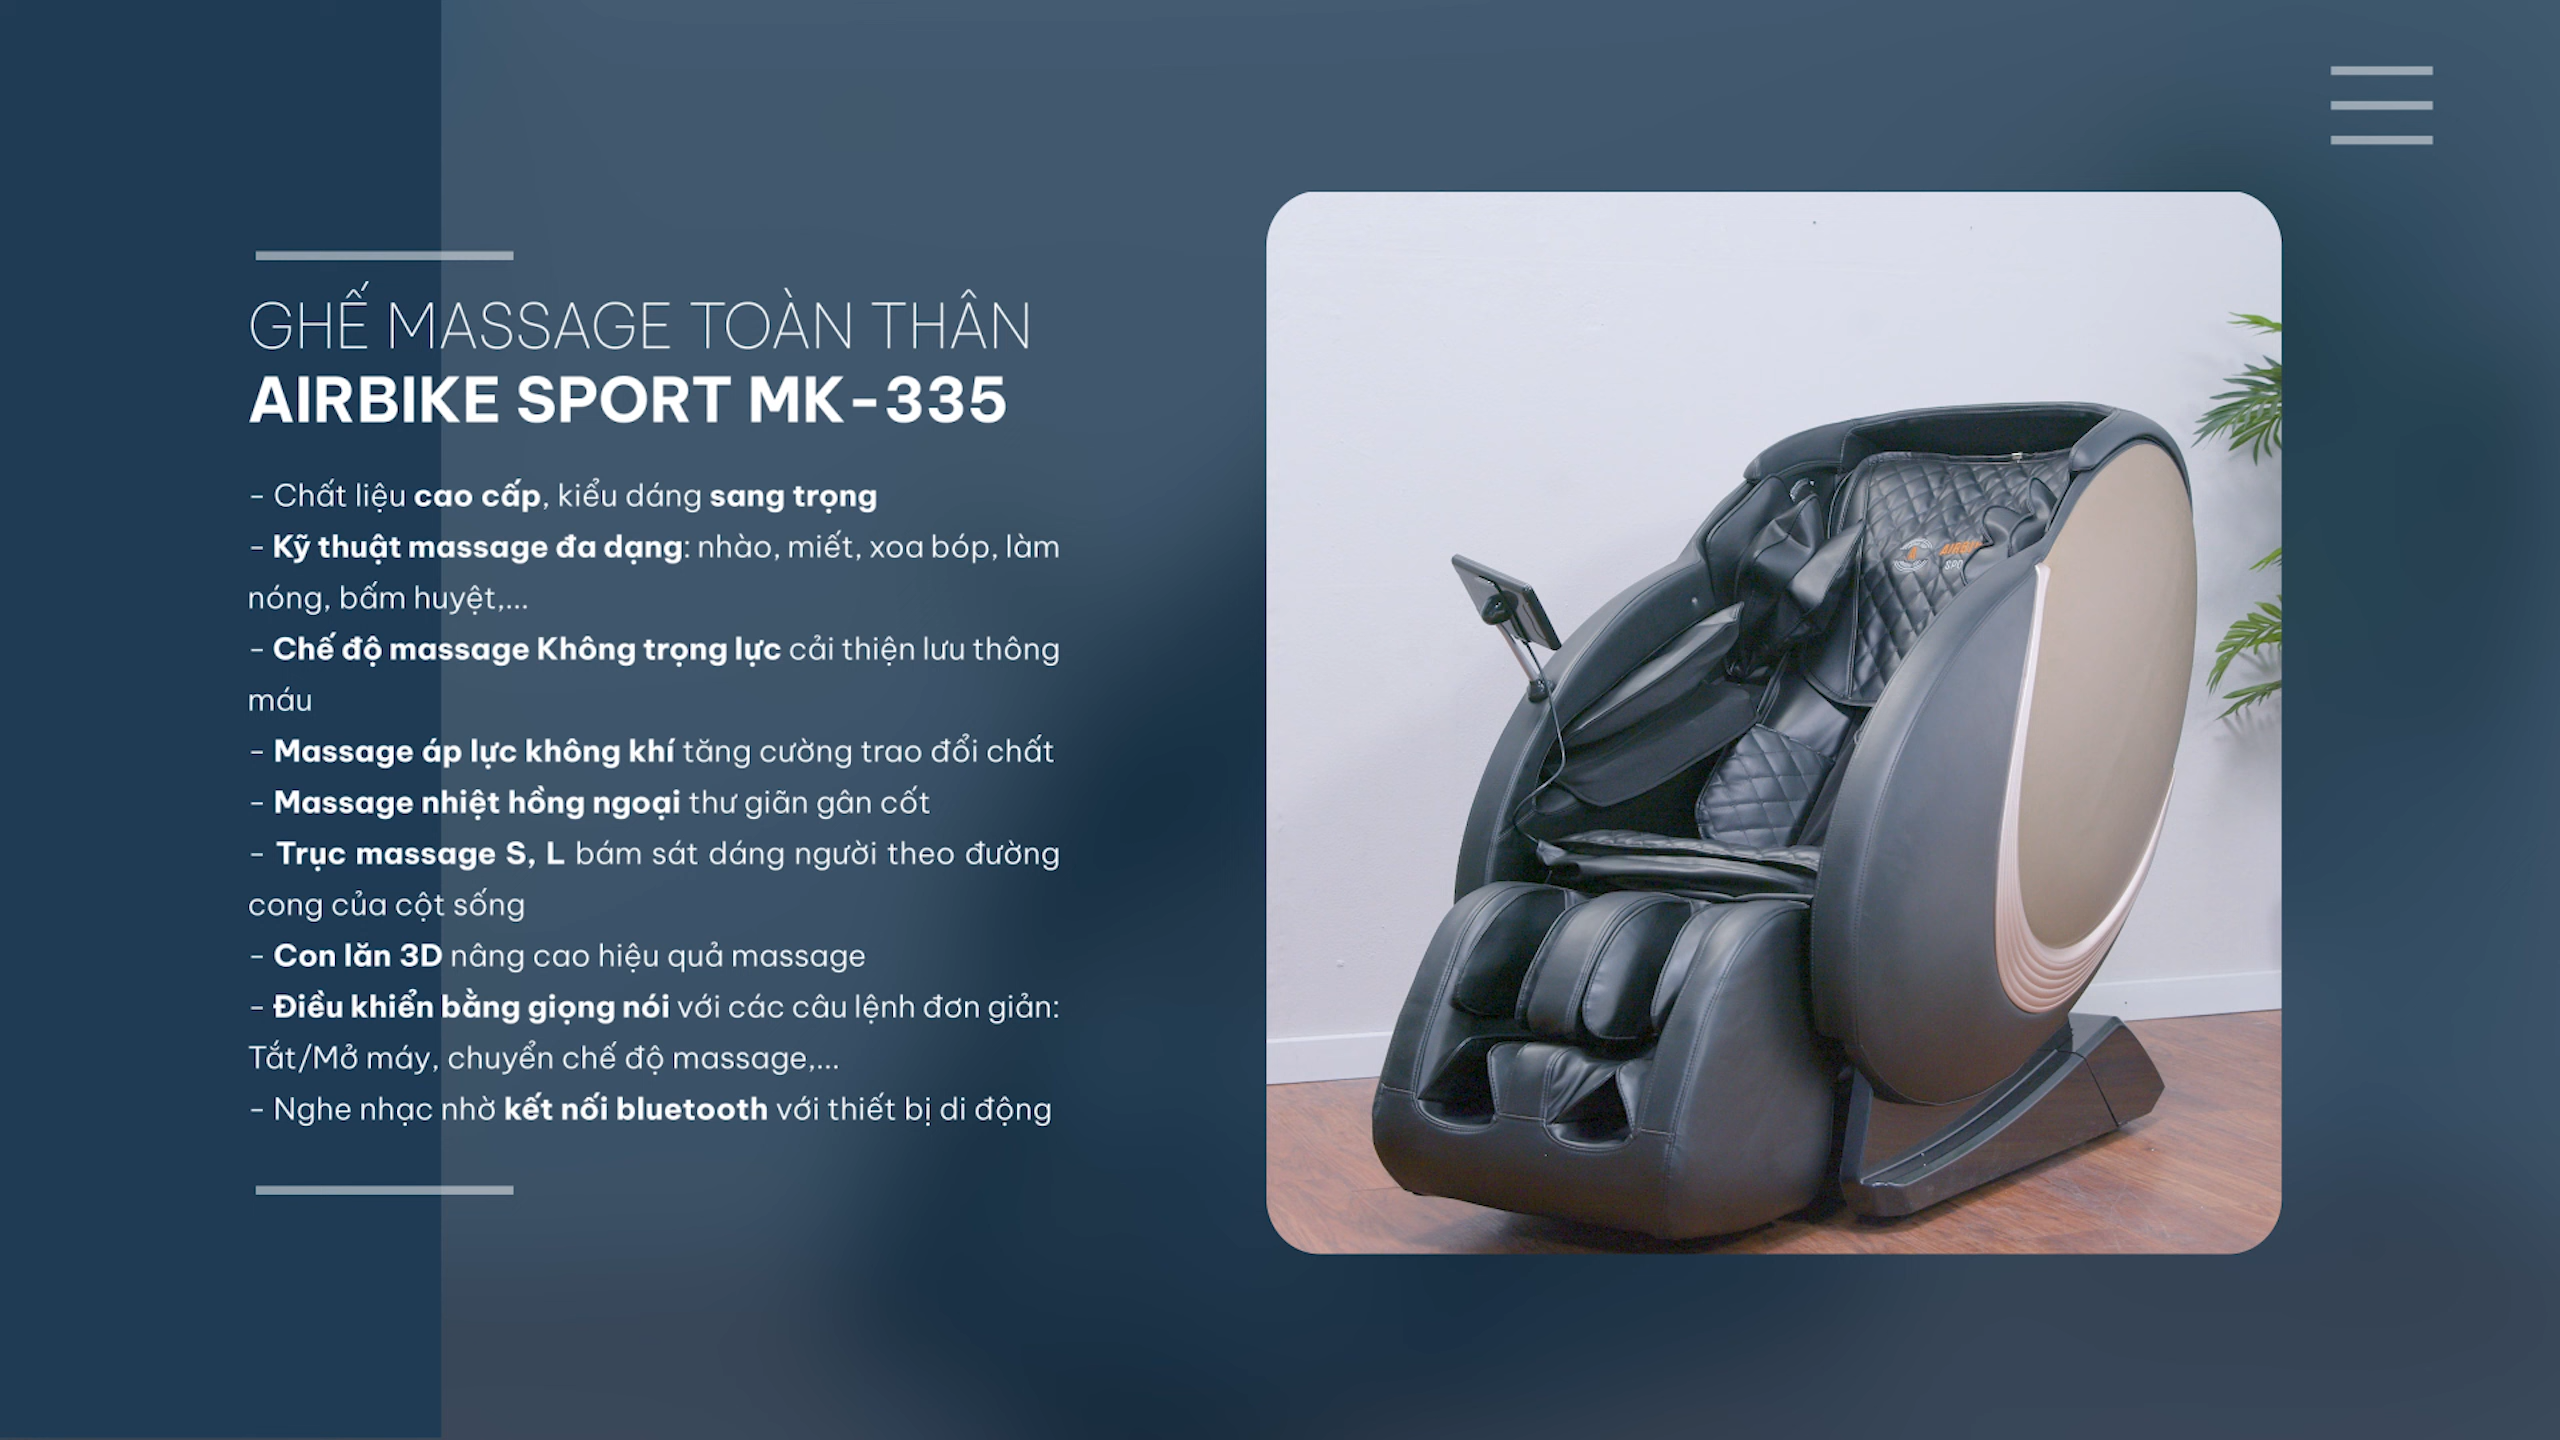 GHẾ MASSAGE TOÀN THÂN
AIRBIKE SPORT MK-335
- Chất liệu cao cấp, kiểu dáng sang trọng
- Kỹ thuật massage đa dạng: nhào, miết, xoa bóp, làm
nóng, bấm huyệt,...
- Chế độ massage Không trọng lực cải thiện lưu thông
máu
- Massage áp lực không khí tăng cường trao đổi chất
- Massage nhiệt hồng ngoại thư giãn gân cốt
- Trục massage S, L bám sát dáng người theo đường
cong của cột sống
- Con lăn 3D nâng cao hiệu quả massage
- Điều khiển bằng giọng nói với các câu lệnh đơn giản:
Tắt/Mở máy, chuyển chế độ massage,...
- Nghe nhạc nhờ kết nối bluetooth với thiết bị di động